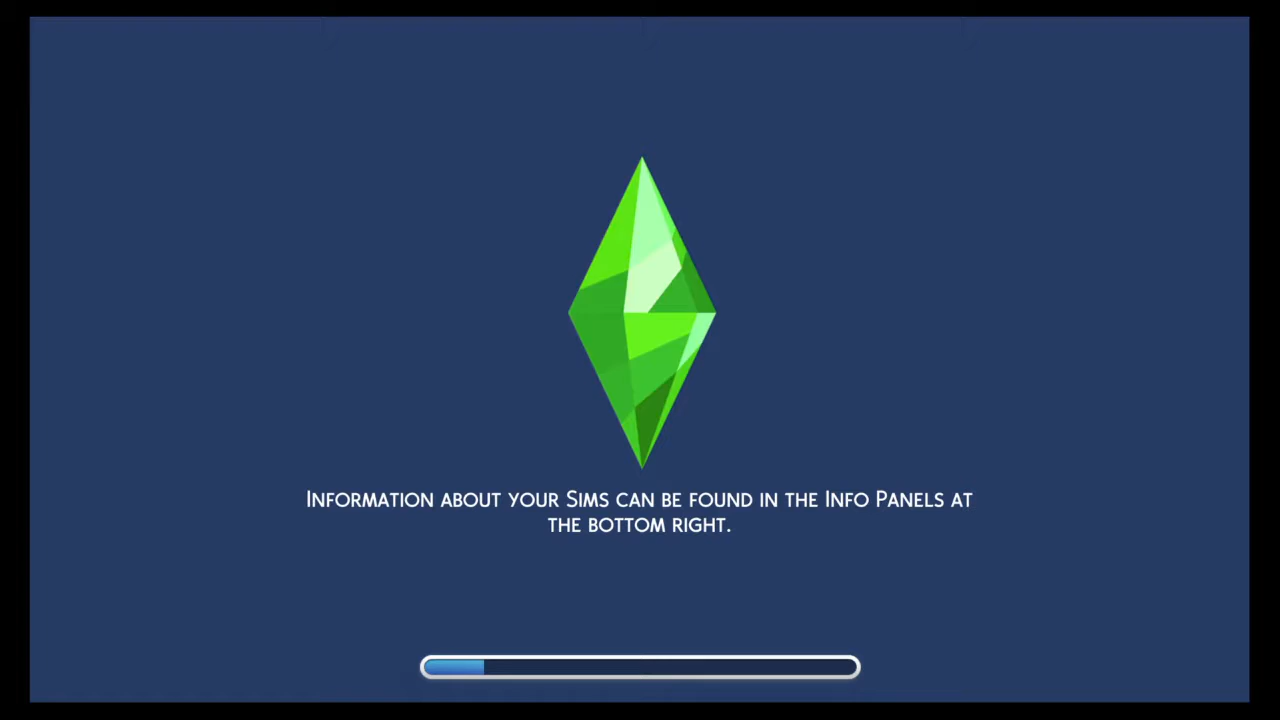 Information about your Sims can be found in the Info Panels at
the bottom right.